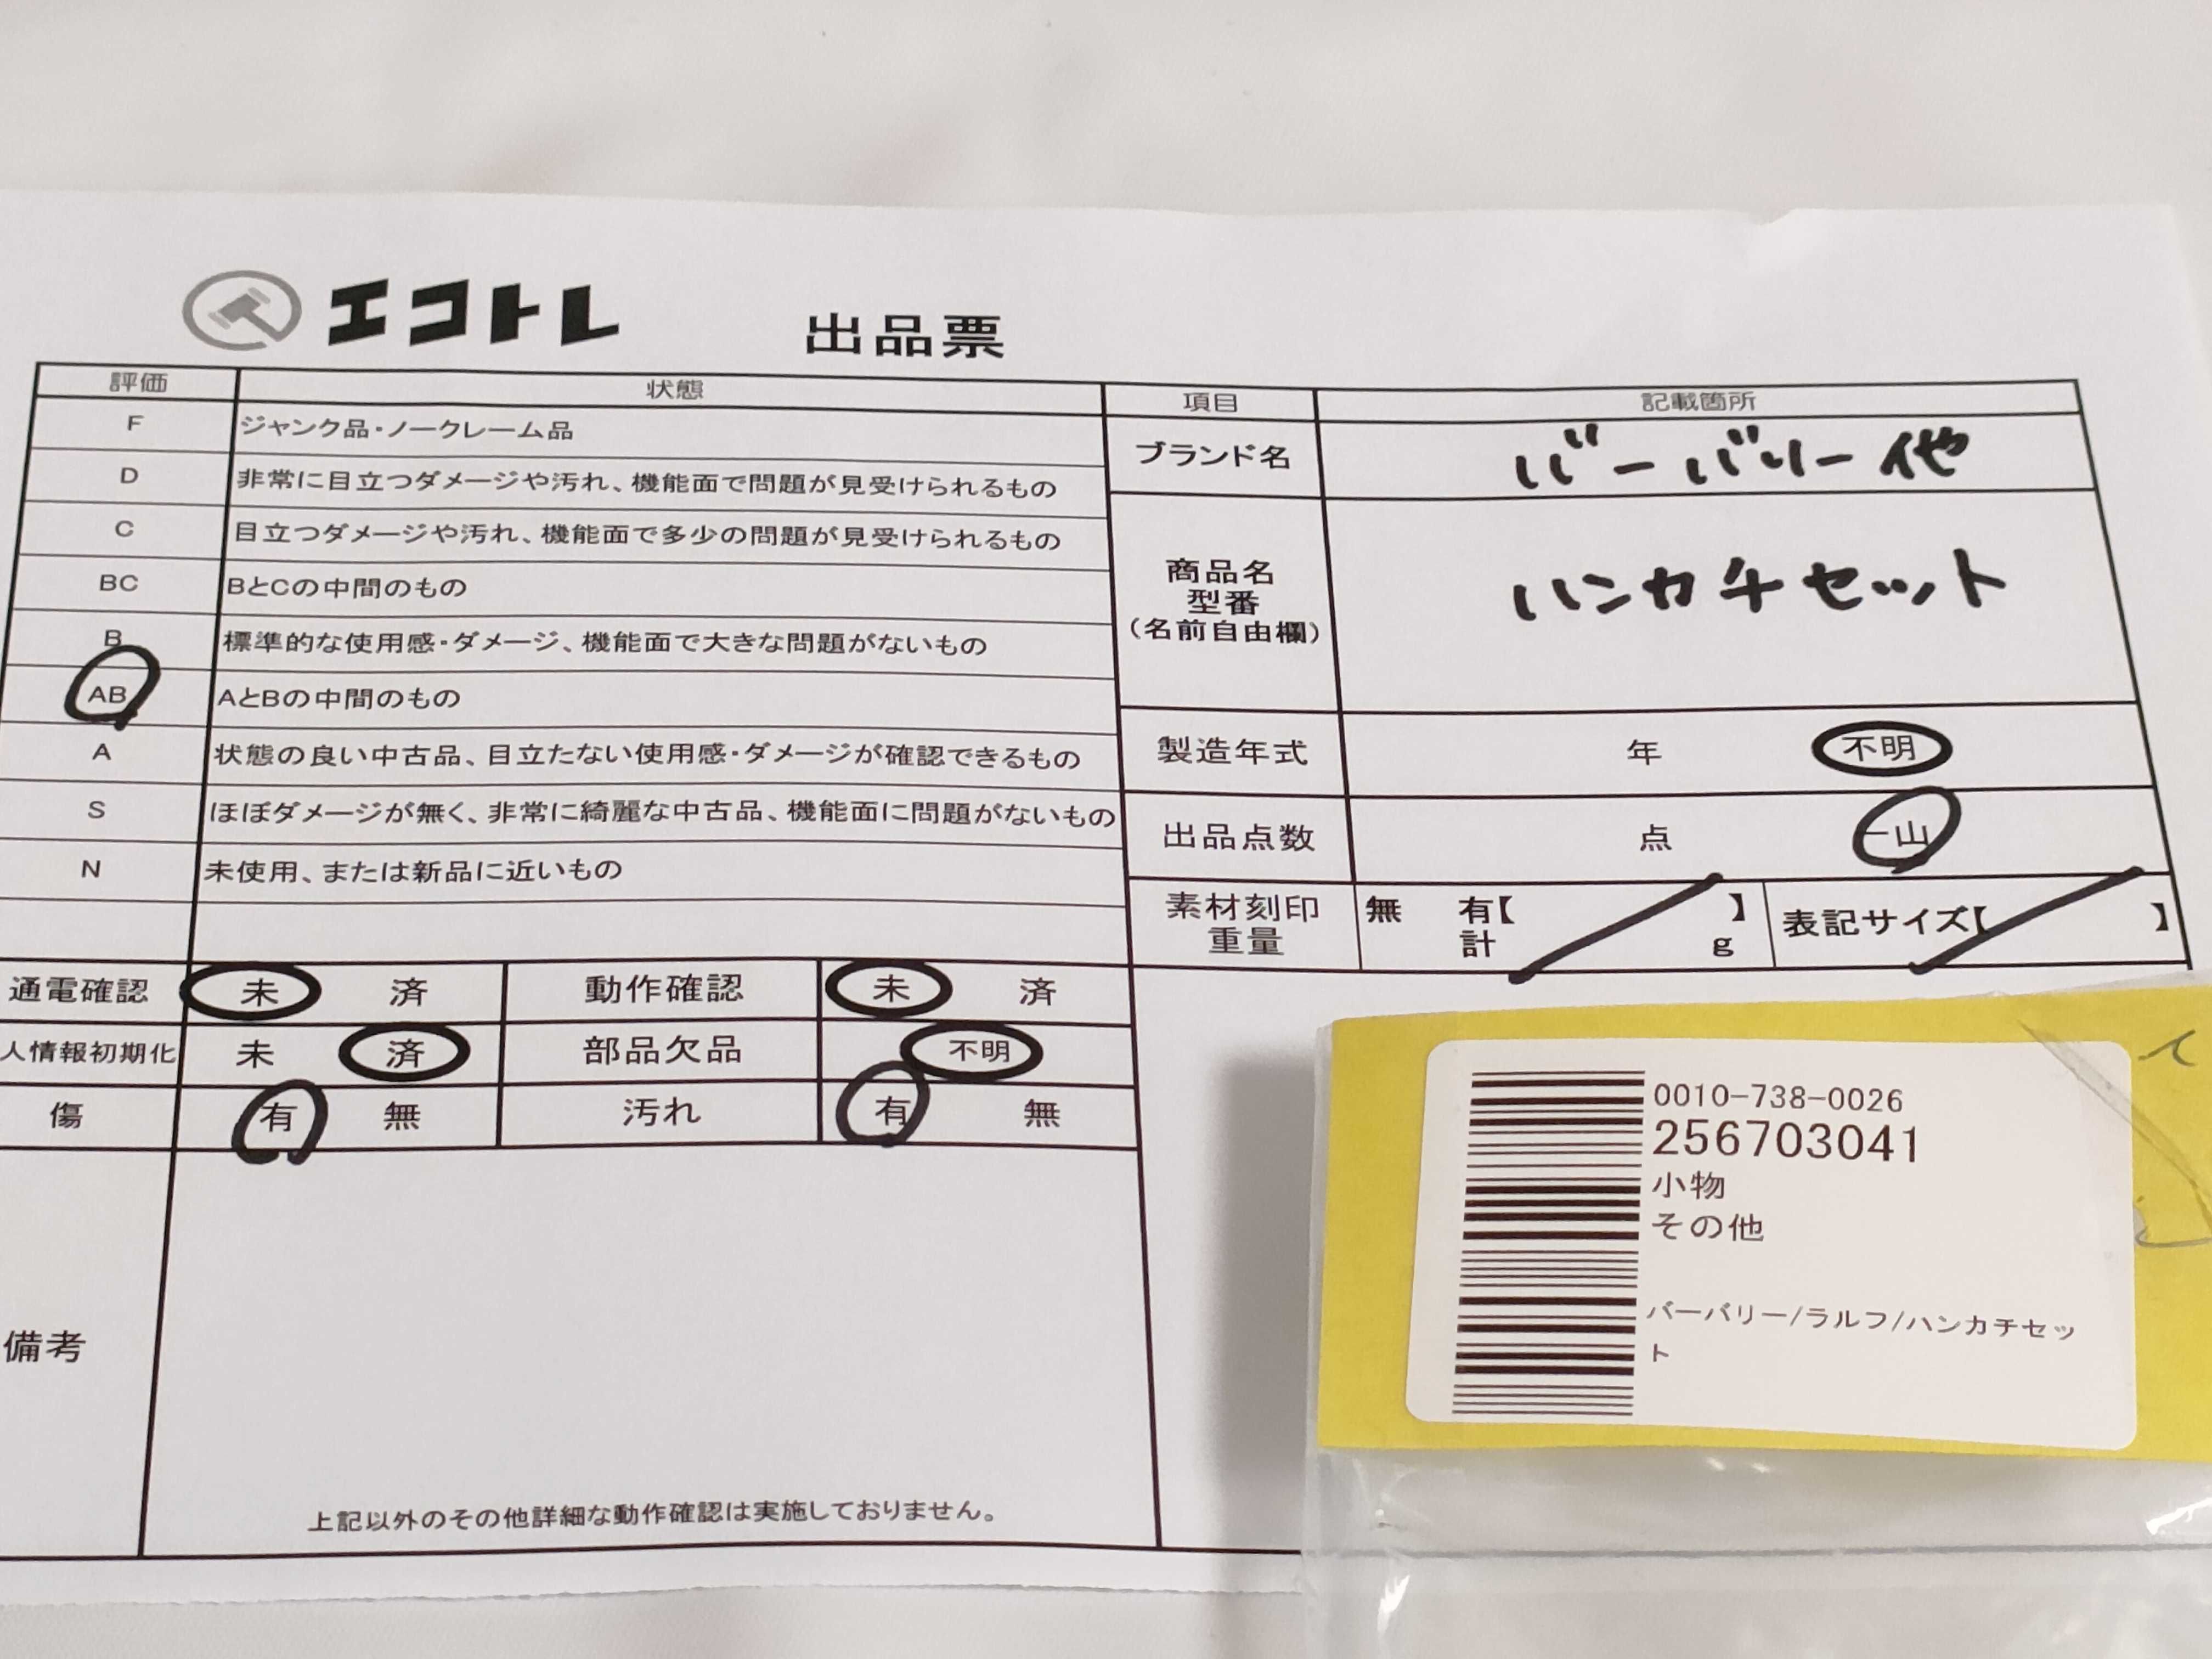 エコトレ 出品票
評価 状態
F ジャンク品・ノークレーム品
D 非常に目立つダメージや汚れ、機能面で問題が見受けられるもの
C 目立つダメージや汚れ、機能面で多少の問題が見受けられるもの
BC BとCの中間のもの
B 標準的な使用感・ダメージ、機能面で大きな問題がないもの
AB AとBの中間のもの
A 状態の良い中古品、目立たない使用感・ダメージが確認できるもの
S ほぼダメージが無く、非常に綺麗な中古品、機能面に問題がないもの
N 未使用、または新品に近いもの
項目 記載箇所
ブランド名 バーバリー他
商品名
型番
(名前自由欄)
ハンカチセット
製造年式 年 不明
出品点数 点 一山
素材刻印 無 有【 】
重量 計 g
表記サイズ【 】
通電確認 未 済 動作確認 未 済
人情報初期化 未 済 部品欠品 不明
傷 有 無 汚れ 有 無
備考
上記以外のその他詳細な動作確認は実施しておりません。
0010-738-0026
256703041
小物
その他
バーバリー/ラルフ/ハンカチセッ
ト